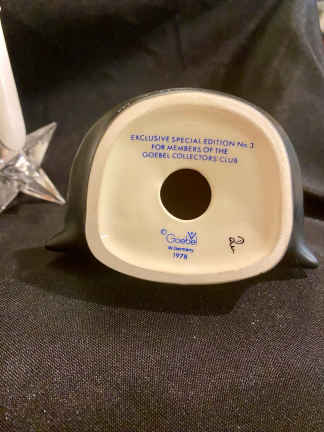 EXCLUSIVE SPECIAL EDITION No. 3
FOR MEMBERS OF THE
GOEBEL COLLECTORS' CLUB
© Goebel
W. Germany
1978